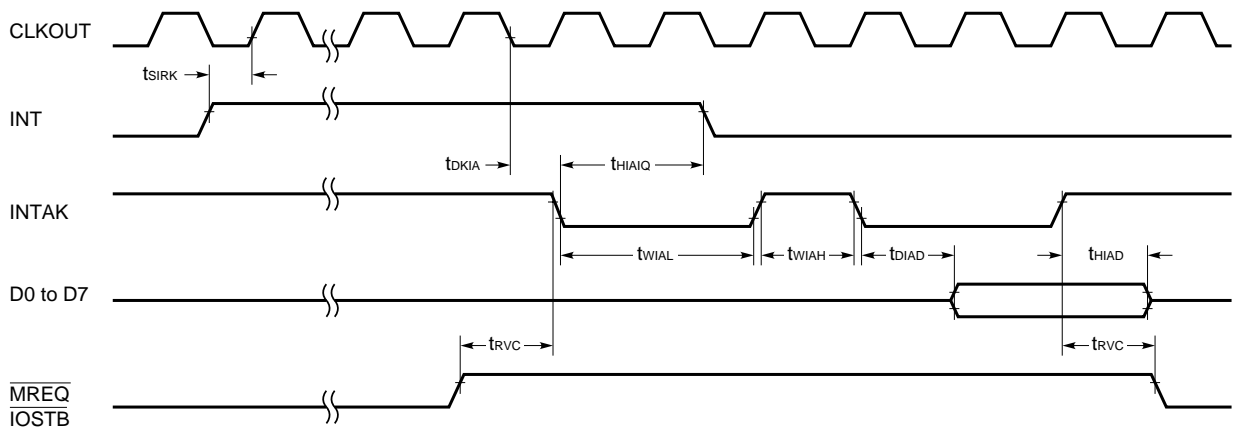 CLKOUT
tSIRK
INT
tDKIA
tHIAIQ
INTAK
tWIAL
tWIAH
tDIAD
tHIAD
D0 to D7
tRVC
tRVC
MREQ
IOSTB